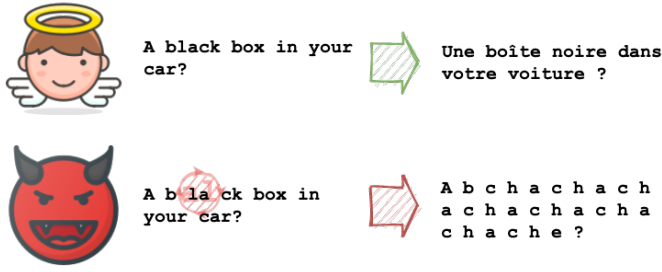 A black box in your
car?
Une boîte noire dans
votre voiture ?
A b la ck box in
your car?
A b c h a c h a c h
a c h a c h a c h a
c h a c h e ?